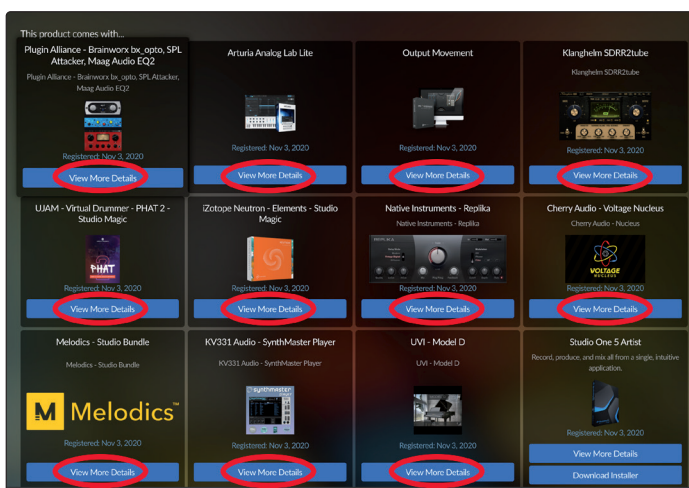 This product comes with...
Plugin Alliance - Brainworx bx_opto, SPL
Attacker, Maag Audio EQ2
Plugin Alliance - Brainworx bx_opto, SPL Attacker,
Maag Audio EQ2
Registered: Nov 3, 2020
View More Details
Arturia Analog Lab Lite
Registered: Nov 3, 2020
View More Details
Output Movement
Registered: Nov 3, 2020
View More Details
Klanghelm SDRR2tube
Klanghelm SDRR2tube
Registered: Nov 3, 2020
View More Details
UJAM - Virtual Drummer - PHAT 2 -
Studio Magic
PHAT
Registered: Nov 3, 2020
View More Details
iZotope Neutron - Elements - Studio
Magic
Registered: Nov 3, 2020
View More Details
Native Instruments - Replika
Native Instruments - Replika
REPLIKA
Registered: Nov 3, 2020
View More Details
Cherry Audio - Voltage Nucleus
Cherry Audio - Nucleus
VOLTAGE
NUCLEUS
Registered: Nov 3, 2020
View More Details
Melodics - Studio Bundle
Melodics - Studio Bundle
M Melodics™
Registered: Nov 3, 2020
View More Details
KV331 Audio - SynthMaster Player
KV331 Audio - SynthMaster Player
synthmaster
Registered: Nov 3, 2020
View More Details
UVI - Model D
UVI - Model D
Registered: Nov 3, 2020
View More Details
Studio One 5 Artist
Record, produce, and mix all from a single, intuitive
application.
Registered: Nov 3, 2020
View More Details
Download Installer